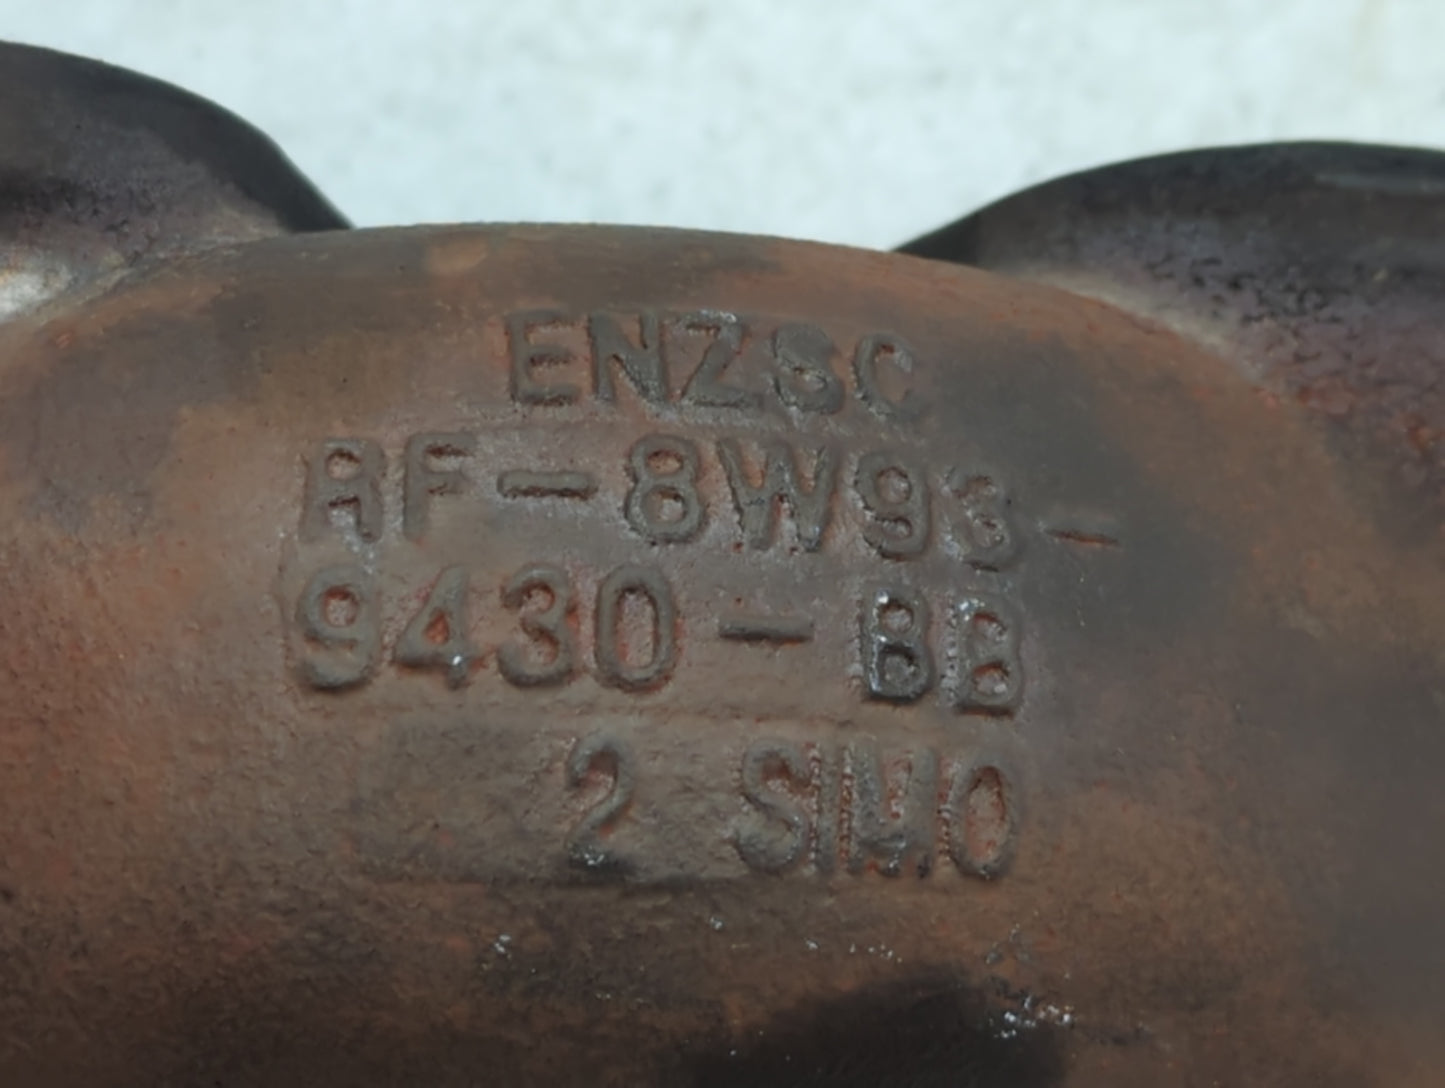 ENZSC
RF-8W93-
9430-BB
2 SIMO